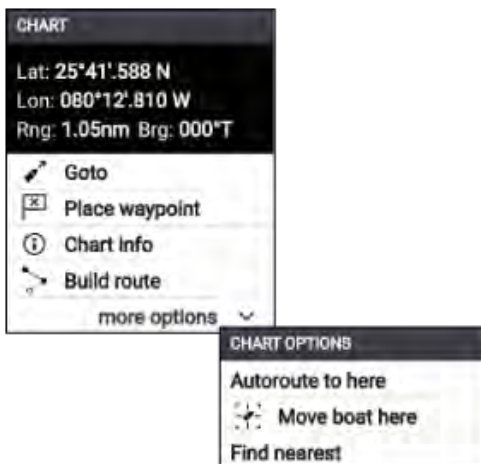 CHART
Lat: 25°41'.588 N
Lon: 080°12'.810 W
Rng: 1.05nm Brg: 000°T
Goto
Place waypoint
Chart info
Build route
more options
CHART OPTIONS
Autoroute to here
Move boat here
Find nearest